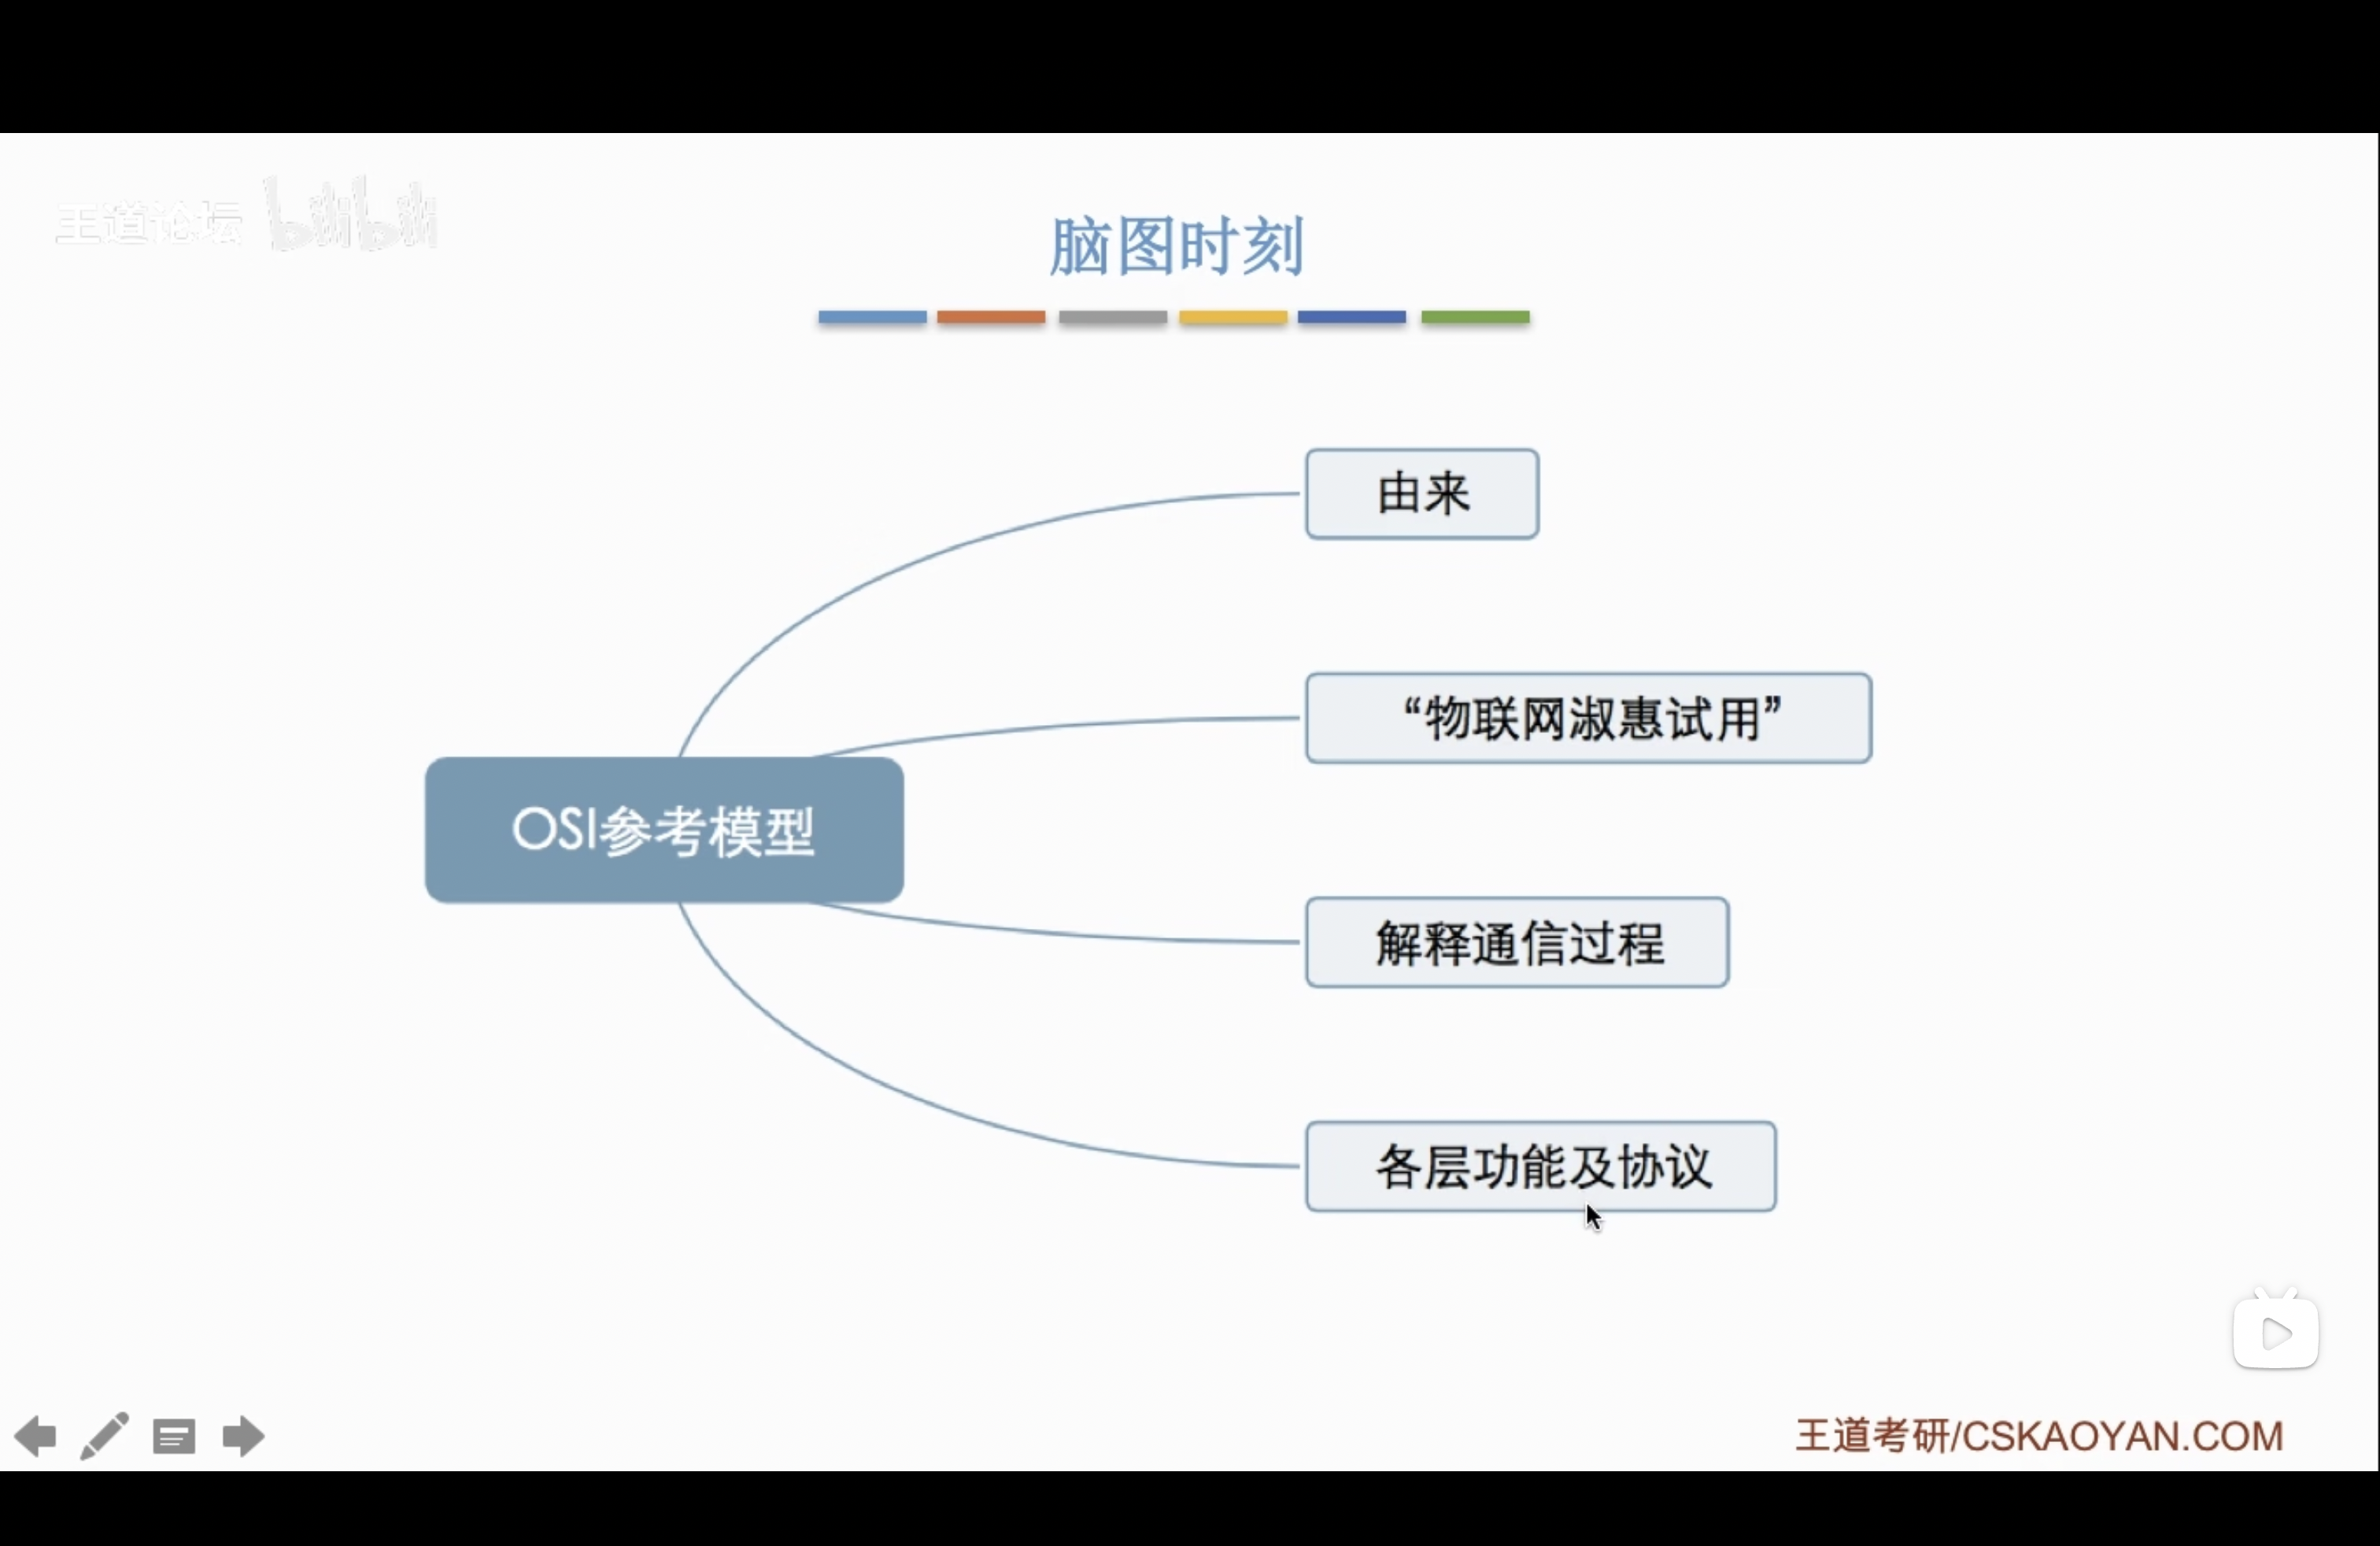 王道论坛 bilibili
脑图时刻
由来
“物联网淑惠试用”
OSI参考模型
解释通信过程
各层功能及协议
王道考研/CSKAOYAN.COM